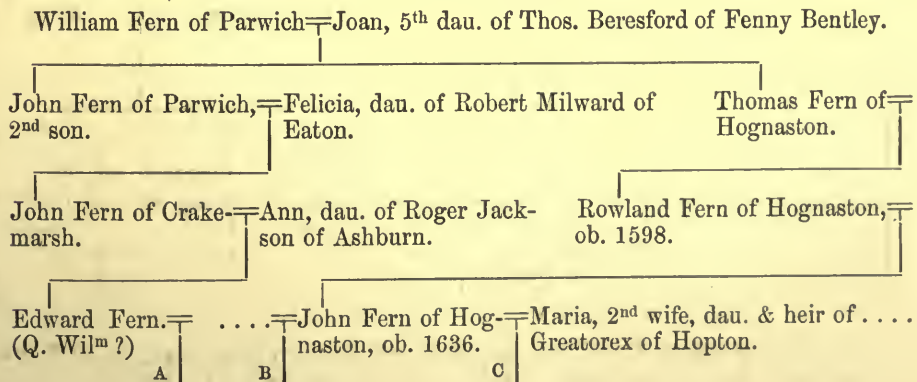 William Fern of Parwich=Joan, 5th dau. of Thos. Beresford of Fenny Bentley.
John Fern of Parwich,=Felicia, dau. of Robert Milward of
2nd son. Eaton.
Thomas Fern of=
Hognaston.
John Fern of Crake-=Ann, dau. of Roger Jack-
marsh. son of Ashburn.
Rowland Fern of Hognaston,=
ob. 1598.
Edward Fern.=
(Q. Wilm ?)
A
....=John Fern of Hog-=Maria, 2nd wife, dau. & heir of ....
naston, ob. 1636. Greatorex of Hopton.
B C